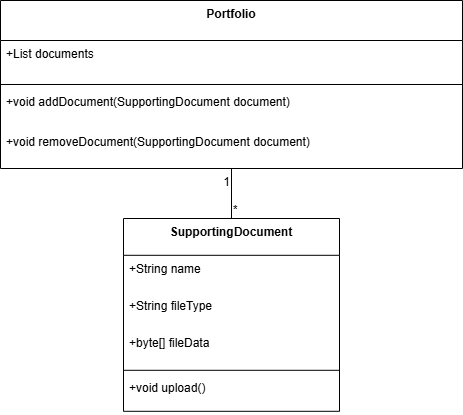 Portfolio
+List documents
+void addDocument(SupportingDocument document)
+void removeDocument(SupportingDocument document)
1
*
SupportingDocument
+String name
+String fileType
+byte[] fileData
+void upload()